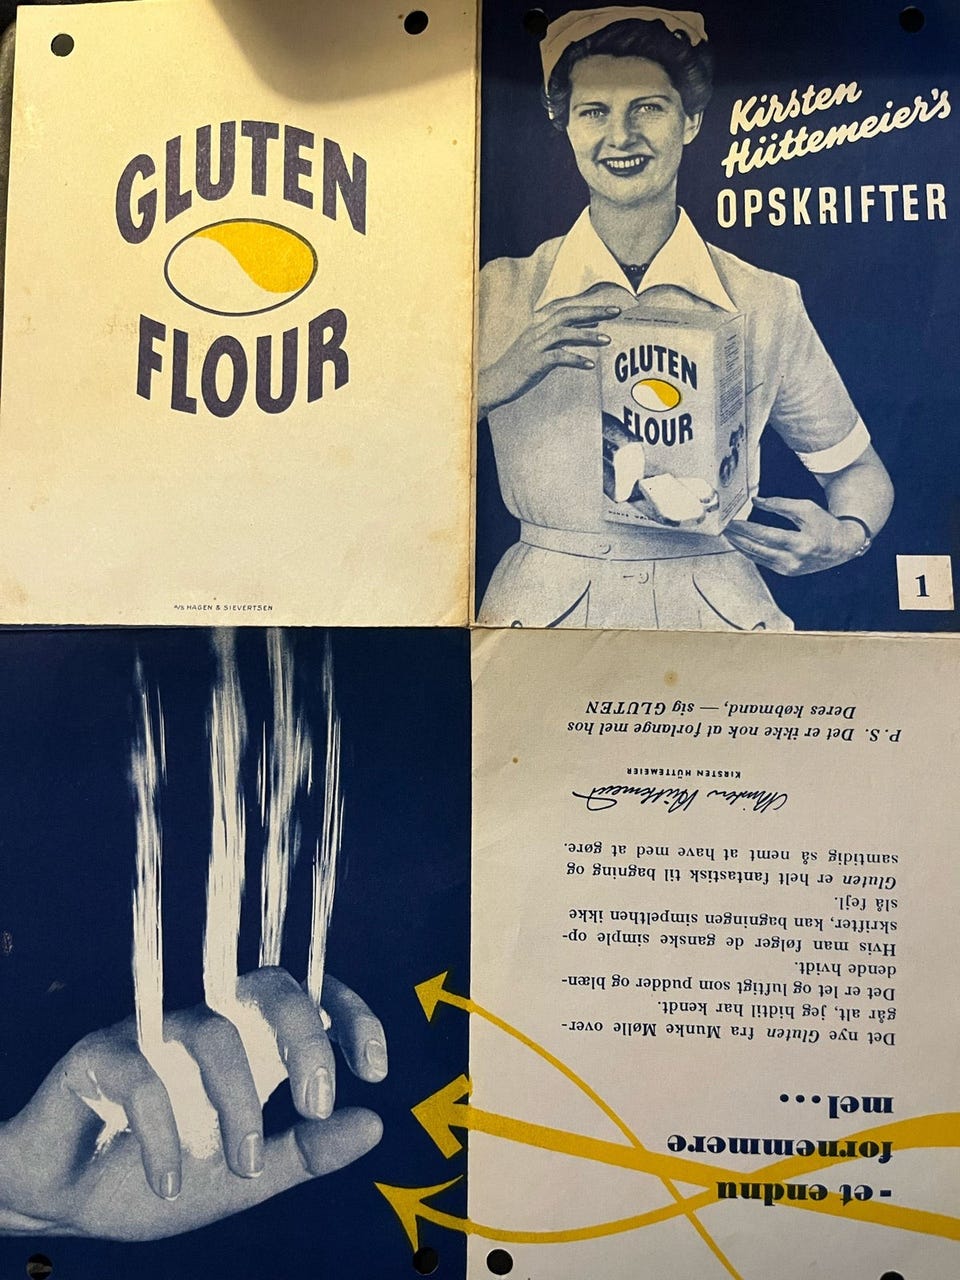 GLUTEN
FLOUR
A/S HAGEN & SIEVERTSEN
Kirsten
Hüttemeier's
OPSKRIFTER
GLUTEN
FLOUR
1
- et endnu
fornemmere
mel...
Det nye Gluten fra Munke Mølle over-
går alt, jeg hidtil har kendt.
Det er let og luftigt som pudder og blæn-
dende hvidt.
Hvis man følger de ganske simple op-
skrifter, kan bagningen simpelthen ikke
slå fejl.
Gluten er helt fantastisk til bagning og
samtidig så nemt at have med at gøre.
Kirsten Hüttemeier
KIRSTEN HÜTTEMEIER
P.S. Det er ikke nok at forlange mel hos
Deres købmand, — sig GLUTEN